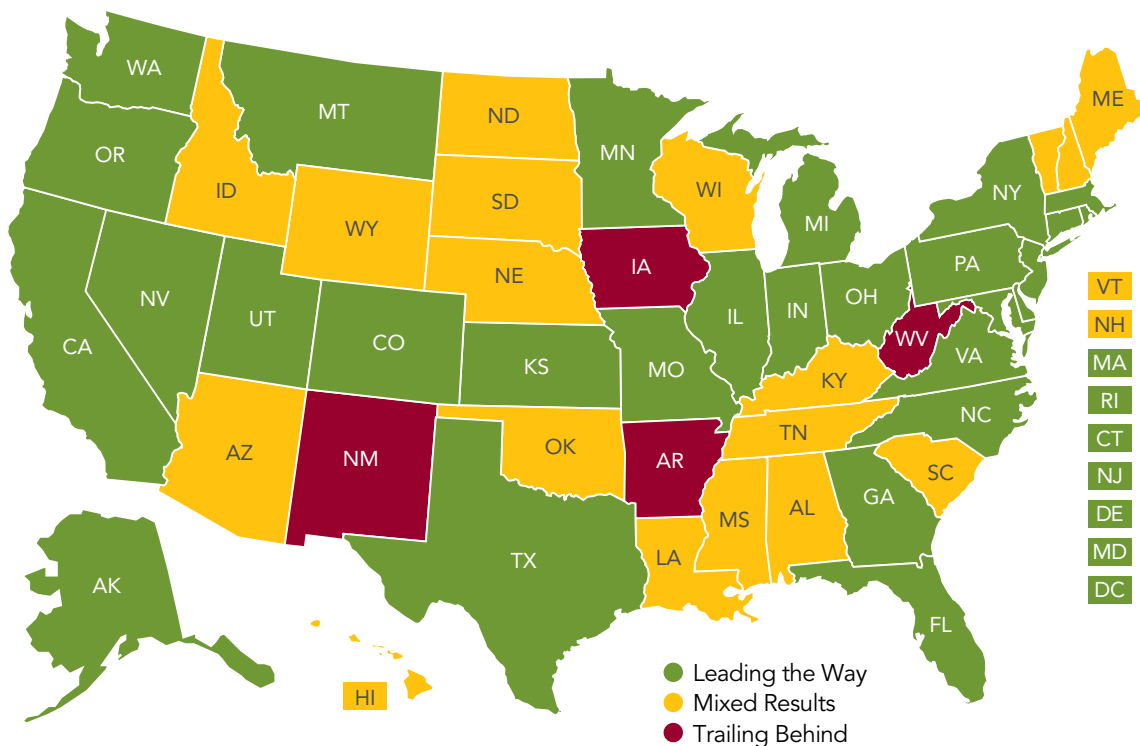 WA
MT
ND
ME
OR
MN
ID
SD
WI
NY
WY
MI
IA
PA
NE
NV
OH
VT
UT
IL
IN
NH
CA
CO
WV
VA
MA
KS
MO
KY
RI
NC
TN
CT
AZ
NM
OK
AR
SC
NJ
GA
MS
AL
DE
LA
TX
MD
AK
DC
FL
HI
Leading the Way
Mixed Results
Trailing Behind